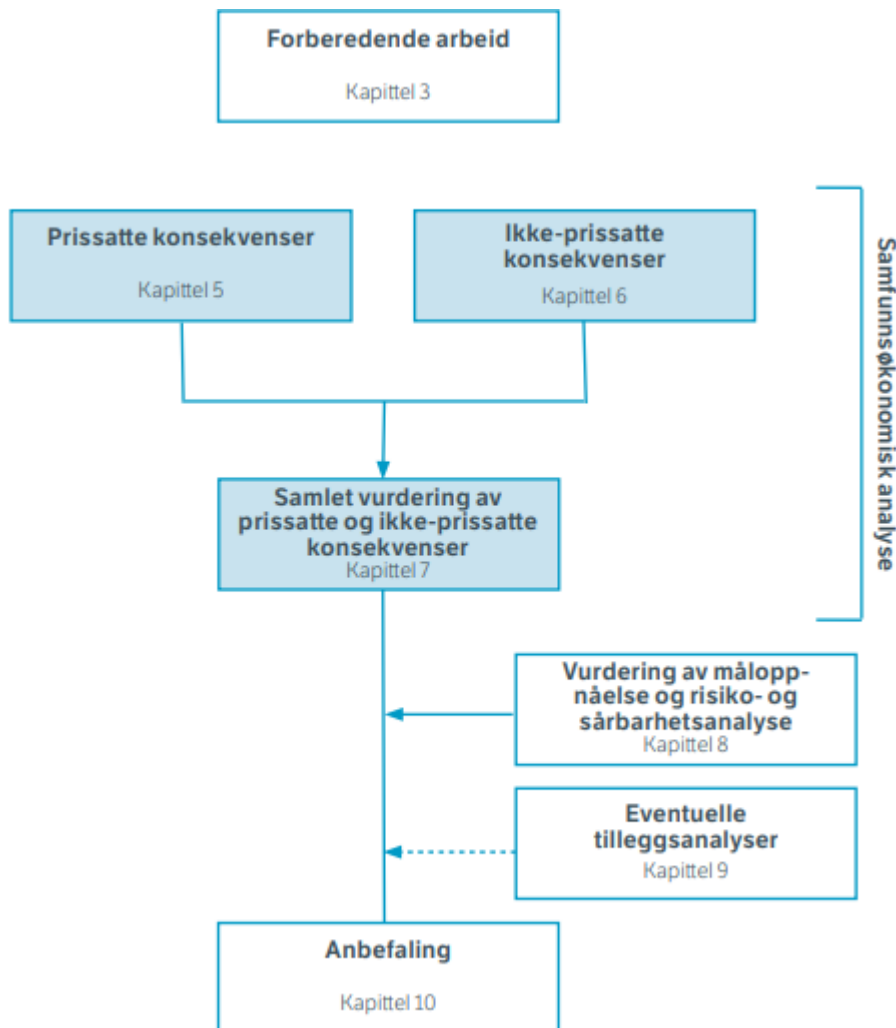 Forberedende arbeid
Kapittel 3
Prissatte konsekvenser
Kapittel 5
Ikke-prissatte
konsekvenser
Kapittel 6
Samfunnsøkonomisk analyse
Samlet vurdering av
prissatte og ikke-prissatte
konsekvenser
Kapittel 7
Vurdering av målopp-
nåelse og risiko- og
sårbarhetsanalyse
Kapittel 8
Eventuelle
tilleggsanalyser
Kapittel 9
Anbefaling
Kapittel 10